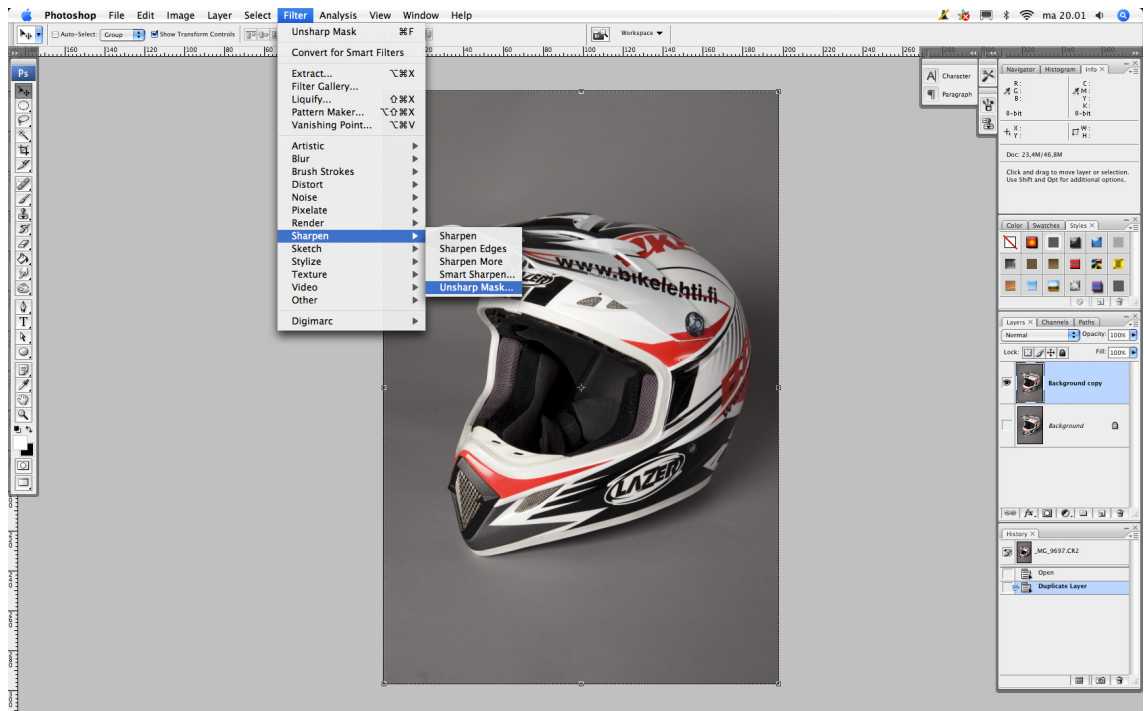 Photoshop File Edit Image Layer Select Filter Analysis View Window Help
ma 20.01
Auto-Select: Group Show Transform Controls
Workspace
Unsharp Mask ⌘F
Convert for Smart Filters
Extract... ⌥⌘X
Filter Gallery...
Liquify... ⇧⌘X
Pattern Maker... ⌥⇧⌘X
Vanishing Point... ⌥⌘V
Artistic
Blur
Brush Strokes
Distort
Noise
Pixelate
Render
Sharpen
Sketch
Stylize
Texture
Video
Other
Digimarc
Sharpen
Sharpen Edges
Sharpen More
Smart Sharpen...
Unsharp Mask...
Ps
T
www.bikelehti.fi
LAZER
LAZER
Character
Paragraph
Navigator Histogram Info
R: C:
G: M:
B: Y:
K:
8-bit 8-bit
X: W:
Y: H:
Doc: 23,4M/46,8M
Click and drag to move layer or selection.
Use Shift and Opt for additional options.
Color Swatches Styles
Layers Channels Paths
Normal Opacity: 100%
Lock: Fill: 100%
Background copy
Background
History
_MG_9697.CR2
Open
Duplicate Layer